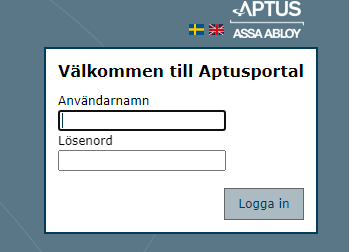 APTUS
ASSA ABLOY
Välkommen till Aptusportal
Användarnamn
Lösenord
Logga in